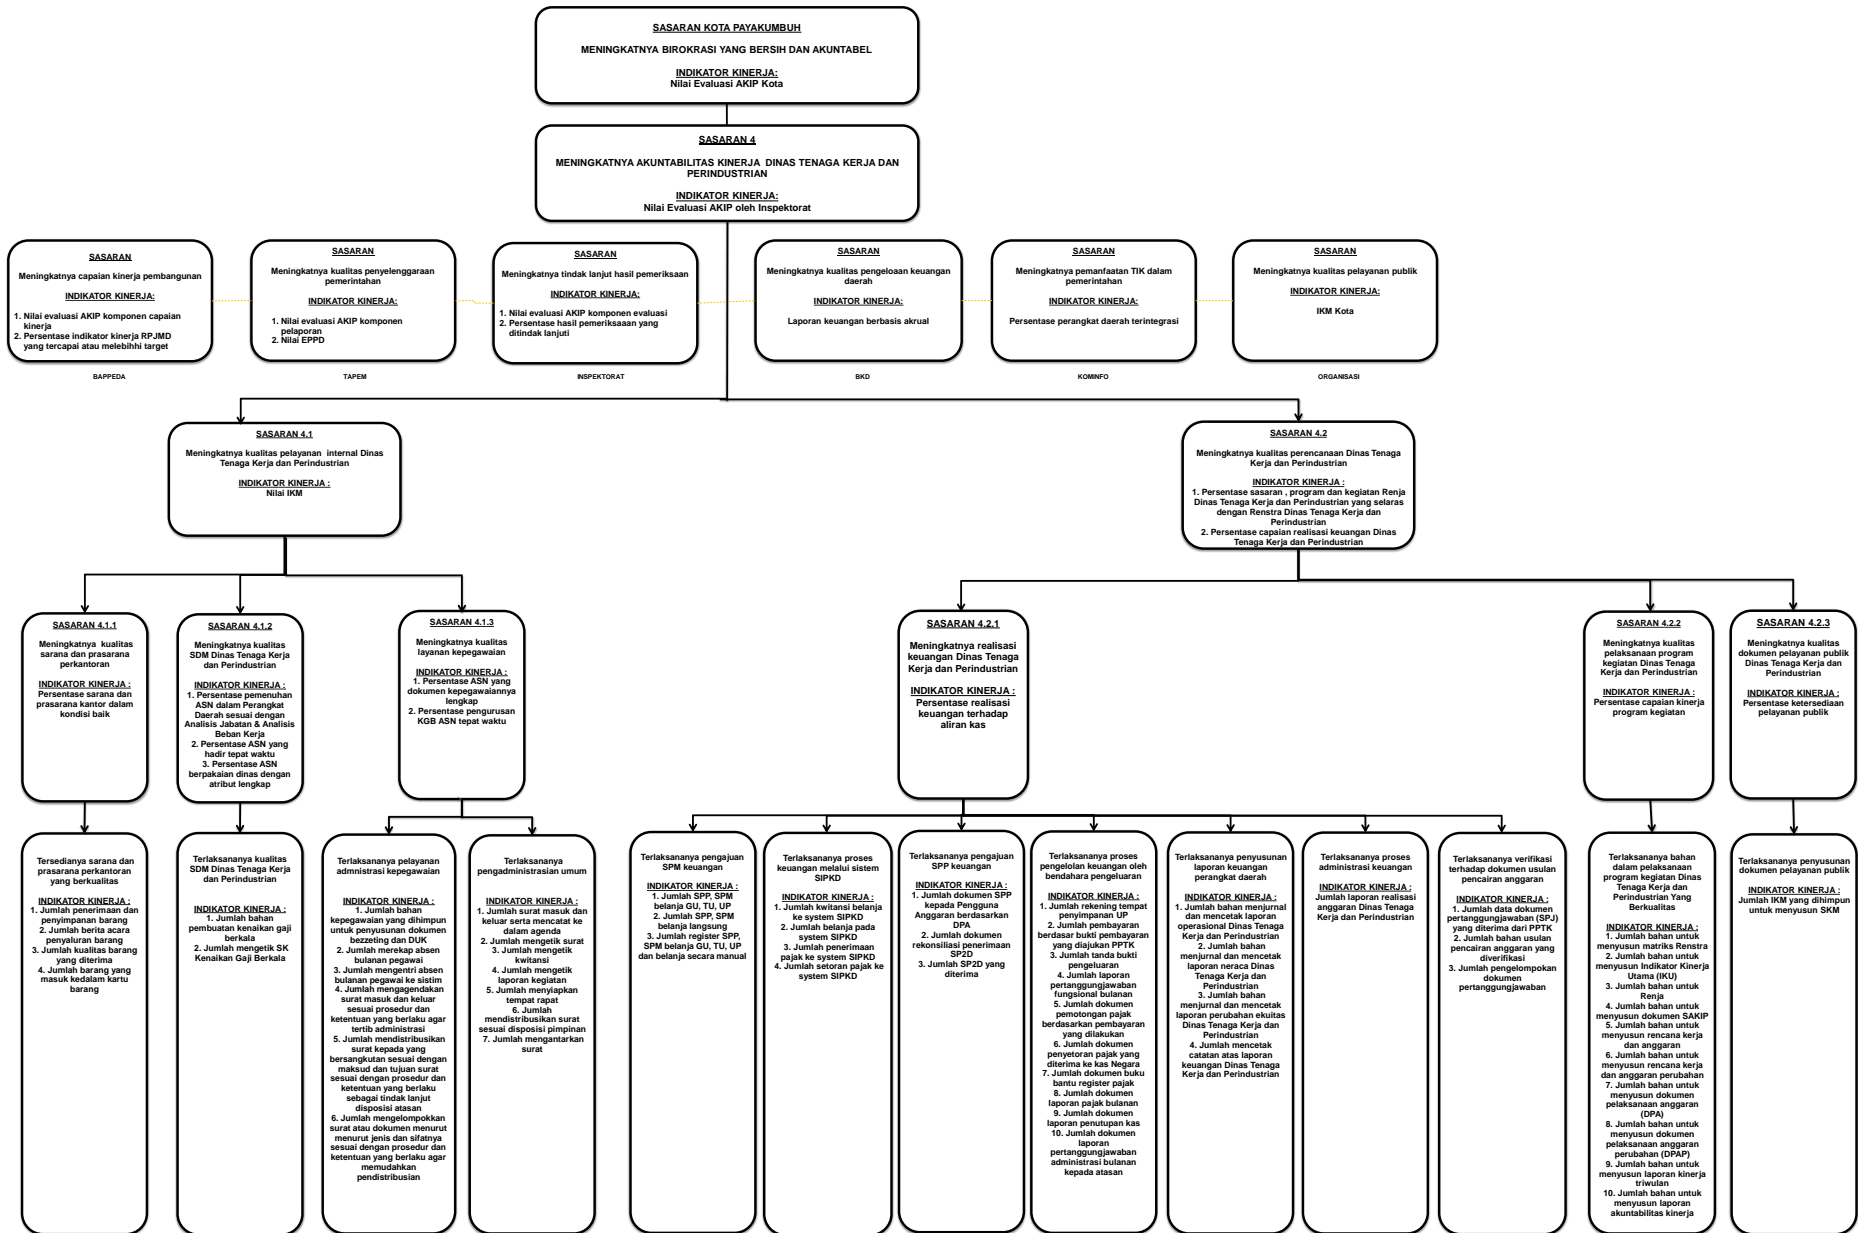 SASARAN KOTA PAYAKUMBUH
MENINGKATNYA BIROKRASI YANG BERSIH DAN AKUNTABEL
INDIKATOR KINERJA:
Nilai Evaluasi AKIP Kota
SASARAN 4
MENINGKATNYA AKUNTABILITAS KINERJA DINAS TENAGA KERJA DAN
PERINDUSTRIAN
INDIKATOR KINERJA:
Nilai Evaluasi AKIP oleh Inspektorat
SASARAN
Meningkatnya capaian kinerja pembangunan
INDIKATOR KINERJA:
1. Nilai evaluasi AKIP komponen capaian
kinerja
2. Persentase indikator kinerja RPJMD
yang tercapai atau melebihhi target
BAPPEDA
SASARAN
Meningkatnya kualitas penyelenggaraan
pemerintahan
INDIKATOR KINERJA:
1. Nilai evaluasi AKIP komponen
pelaporan
2. Nilai EPPD
TAPEM
SASARAN
Meningkatnya tindak lanjut hasil pemeriksaan
INDIKATOR KINERJA:
1. Nilai evaluasi AKIP komponen evaluasi
2. Persentase hasil pemeriksaaan yang
ditindak lanjuti
INSPEKTORAT
SASARAN
Meningkatnya kualitas pengeloaan keuangan
daerah
INDIKATOR KINERJA:
Laporan keuangan berbasis akrual
BKD
SASARAN
Meningkatnya pemanfaatan TIK dalam
pemerintahan
INDIKATOR KINERJA:
Persentase perangkat daerah terintegrasi
KOMINFO
SASARAN
Meningkatnya kualitas pelayanan publik
INDIKATOR KINERJA:
IKM Kota
ORGANISASI
SASARAN 4.1
Meningkatnya kualitas pelayanan internal Dinas
Tenaga Kerja dan Perindustrian
INDIKATOR KINERJA :
Nilai IKM
SASARAN 4.2
Meningkatnya kualitas perencanaan Dinas Tenaga
Kerja dan Perindustrian
INDIKATOR KINERJA :
1. Persentase sasaran , program dan kegiatan Renja
Dinas Tenaga Kerja dan Perindustrian yang selaras
dengan Renstra Dinas Tenaga Kerja dan
Perindustrian
2. Persentase capaian realisasi keuangan Dinas
Tenaga Kerja dan Perindustrian
SASARAN 4.1.1
Meningkatnya kualitas
sarana dan prasarana
perkantoran
INDIKATOR KINERJA :
Persentase sarana dan
prasarana kantor dalam
kondisi baik
SASARAN 4.1.2
Meningkatnya kualitas
SDM Dinas Tenaga Kerja
dan Perindustrian
INDIKATOR KINERJA :
1. Persentase pemenuhan
ASN dalam Perangkat
Daerah sesuai dengan
Analisis Jabatan & Analisis
Beban Kerja
2. Persentase ASN yang
hadir tepat waktu
3. Persentase ASN
berpakaian dinas dengan
atribut lengkap
SASARAN 4.1.3
Meningkatnya kualitas
layanan kepegawaian
INDIKATOR KINERJA :
1. Persentase ASN yang
dokumen kepegawaiannya
lengkap
2. Persentase pengurusan
KGB ASN tepat waktu
SASARAN 4.2.1
Meningkatnya realisasi
keuangan Dinas Tenaga
Kerja dan Perindustrian
INDIKATOR KINERJA :
Persentase realisasi
keuangan terhadap
aliran kas
SASARAN 4.2.2
Meningkatnya kualitas
pelaksanaan program
kegiatan Dinas Tenaga
Kerja dan Perindustrian
INDIKATOR KINERJA :
Persentase capaian kinerja
program kegiatan
SASARAN 4.2.3
Meningkatnya kualitas
dokumen pelayanan publik
Dinas Tenaga Kerja dan
Perindustrian
INDIKATOR KINERJA :
Persentase ketersediaan
pelayanan publik
Tersedianya sarana dan
prasarana perkantoran
yang berkualitas
INDIKATOR KINERJA :
1. Jumlah penerimaan dan
penyimpanan barang
2. Jumlah berita acara
penyaluran barang
3. Jumlah kualitas barang
yang diterima
4. Jumlah barang yang
masuk kedalam kartu
barang
Terlaksananya kualitas
SDM Dinas Tenaga Kerja
dan Perindustrian
INDIKATOR KINERJA :
1. Jumlah bahan
pembuatan kenaikan gaji
berkala
2. Jumlah mengetik SK
Kenaikan Gaji Berkala
Terlaksananya pelayanan
admnistrasi kepegawaian
INDIKATOR KINERJA :
1. Jumlah bahan
kepegawaian yang dihimpun
untuk penyusunan dokumen
bezzeting dan DUK
2. Jumlah merekap absen
bulanan pegawai
3. Jumlah mengentri absen
bulanan pegawai ke sistim
4. Jumlah mengagendakan
surat masuk dan keluar
sesuai prosedur dan
ketentuan yang berlaku agar
tertib administrasi
5. Jumlah mendistribusikan
surat kepada yang
bersangkutan sesuai dengan
maksud dan tujuan surat
sesuai dengan prosedur dan
ketentuan yang berlaku
sebagai tindak lanjut
disposisi atasan
6. Jumlah mengelompokkan
surat atau dokumen menurut
menurut jenis dan sifatnya
sesuai dengan prosedur dan
ketentuan yang berlaku agar
memudahkan
pendistribusian
Terlaksananya
pengadministrasian umum
INDIKATOR KINERJA :
1. Jumlah surat masuk dan
keluar serta mencatat ke
dalam agenda
2. Jumlah mengetik surat
3. Jumlah mengetik
kwitansi
4. Jumlah mengetik
laporan kegiatan
5. Jumlah menyiapkan
tempat rapat
6. Jumlah
mendistribusikan surat
sesuai disposisi pimpinan
7. Jumlah mengantarkan
surat
Terlaksananya pengajuan
SPM keuangan
INDIKATOR KINERJA :
1. Jumlah SPP, SPM
belanja GU, TU, UP
2. Jumlah SPP, SPM
belanja langsung
3. Jumlah register SPP,
SPM belanja GU, TU, UP
dan belanja secara manual
Terlaksananya proses
keuangan melalui sistem
SIPKD
INDIKATOR KINERJA :
1. Jumlah kwitansi belanja
ke system SIPKD
2. Jumlah belanja pada
system SIPKD
3. Jumlah penerimaan
pajak ke system SIPKD
4. Jumlah setoran pajak ke
system SIPKD
Terlaksananya pengajuan
SPP keuangan
INDIKATOR KINERJA :
1. Jumlah dokumen SPP
kepada Pengguna
Anggaran berdasarkan
DPA
2. Jumlah dokumen
rekonsiliasi penerimaan
SP2D
3. Jumlah SP2D yang
diterima
Terlaksananya proses
pengelolan keuangan oleh
bendahara pengeluaran
INDIKATOR KINERJA :
1. Jumlah rekening tempat
penyimpanan UP
2. Jumlah pembayaran
berdasar bukti pembayaran
yang diajukan PPTK
3. Jumlah tanda bukti
pengeluaran
4. Jumlah laporan
pertanggungjawaban
fungsional bulanan
5. Jumlah dokumen
pemotongan pajak
berdasarkan pembayaran
yang dilakukan
6. Jumlah dokumen
penyetoran pajak yang
diterima ke kas Negara
7. Jumlah dokumen buku
bantu register pajak
8. Jumlah dokumen
laporan pajak bulanan
9. Jumlah dokumen
laporan penutupan kas
10. Jumlah dokumen
laporan
pertanggungjawaban
administrasi bulanan
kepada atasan
Terlaksananya penyusunan
laporan keuangan
perangkat daerah
INDIKATOR KINERJA :
1. Jumlah bahan menjurnal
dan mencetak laporan
operasional Dinas Tenaga
Kerja dan Perindustrian
2. Jumlah bahan
menjurnal dan mencetak
laporan neraca Dinas
Tenaga Kerja dan
Perindustrian
3. Jumlah bahan
menjurnal dan mencetak
laporan perubahan ekuitas
Dinas Tenaga Kerja dan
Perindustrian
4. Jumlah mencetak
catatan atas laporan
keuangan Dinas Tenaga
Kerja dan Perindustrian
Terlaksananya proses
administrasi keuangan
INDIKATOR KINERJA :
Jumlah laporan realisasi
anggaran Dinas Tenaga
Kerja dan Perindustrian
Terlaksananya verifikasi
terhadap dokumen usulan
pencairan anggaran
INDIKATOR KINERJA :
1. Jumlah data dokumen
pertanggungjawaban (SPJ)
yang diterima dari PPTK
2. Jumlah bahan usulan
pencairan anggaran yang
diverifikasi
3. Jumlah pengelompokan
dokumen
pertanggungjawaban
Terlaksananya bahan
dalam pelaksanaan
program kegiatan Dinas
Tenaga Kerja dan
Perindustrian Yang
Berkualitas
INDIKATOR KINERJA :
1. Jumlah bahan untuk
menyusun matriks Renstra
2. Jumlah bahan untuk
menyusun Indikator Kinerja
Utama (IKU)
3. Jumlah bahan untuk
Renja
4. Jumlah bahan untuk
menyusun dokumen SAKIP
5. Jumlah bahan untuk
menyusun rencana kerja
dan anggaran
6. Jumlah bahan untuk
menyusun rencana kerja
dan anggaran perubahan
7. Jumlah bahan untuk
menyusun dokumen
pelaksanaan anggaran
(DPA)
8. Jumlah bahan untuk
menyusun dokumen
pelaksanaan anggaran
perubahan (DPAP)
9. Jumlah bahan untuk
menyusun laporan kinerja
triwulan
10. Jumlah bahan untuk
menyusun laporan
akuntabilitas kinerja
Terlaksananya penyusunan
dokumen pelayanan publik
INDIKATOR KINERJA :
Jumlah IKM yang dihimpun
untuk menyusun SKM